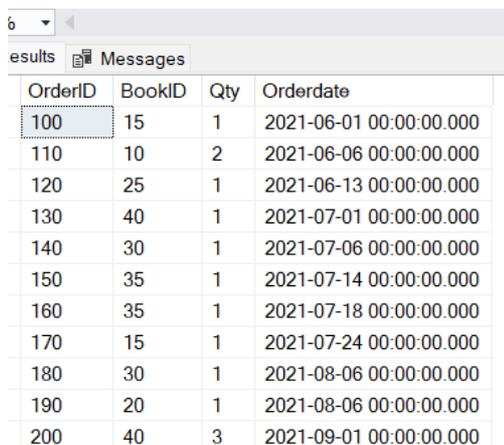 %
esults Messages
OrderID BookID Qty Orderdate
100 15 1 2021-06-01 00:00:00.000
110 10 2 2021-06-06 00:00:00.000
120 25 1 2021-06-13 00:00:00.000
130 40 1 2021-07-01 00:00:00.000
140 30 1 2021-07-06 00:00:00.000
150 35 1 2021-07-14 00:00:00.000
160 35 1 2021-07-18 00:00:00.000
170 15 1 2021-07-24 00:00:00.000
180 30 1 2021-08-06 00:00:00.000
190 20 1 2021-08-06 00:00:00.000
200 40 3 2021-09-01 00:00:00.000